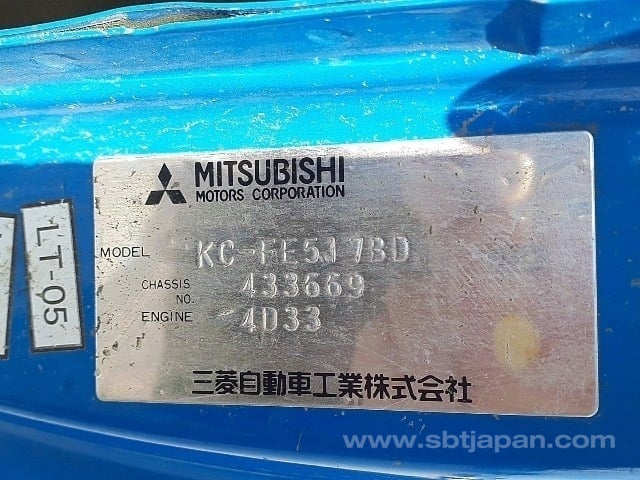 MITSUBISHI
MOTORS CORPORATION
MODEL KC-FE517BD
CHASSIS NO. 433669
ENGINE 4D33
三菱自動車工業株式会社
LT-05
www.sbtjapan.com